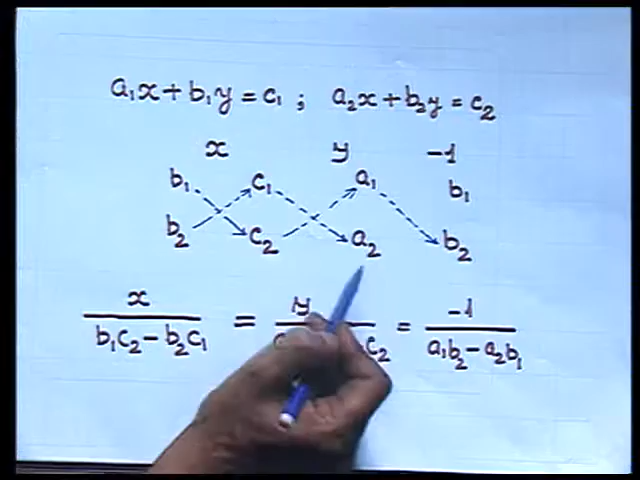 a₁x + b₁y = c₁ ; a₂x + b₂y = c₂
x y -1
b₁ c₁ a₁ b₁
b₂ c₂ a₂ b₂
x y -1
b₁c₂ - b₂c₁ = c₂ = a₁b₂ - a₂b₁